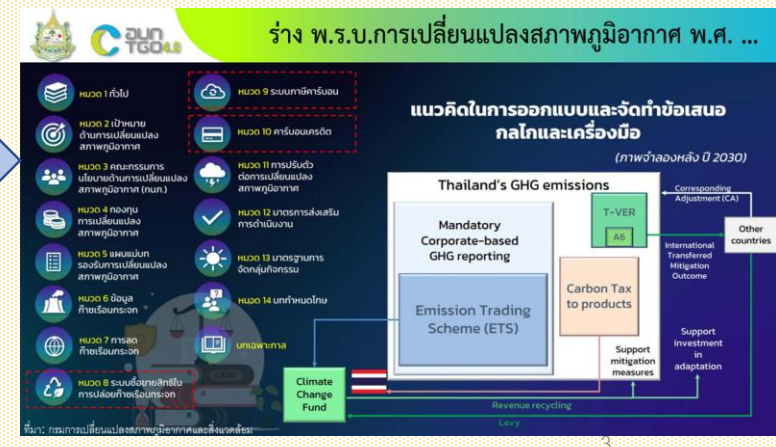 อบก
TGO4.0
ร่าง พ.ร.บ.การเปลี่ยนแปลงสภาพภูมิอากาศ พ.ศ. ...
หมวด 1 ทั่วไป
หมวด 2 เป้าหมาย
ด้านการเปลี่ยนแปลง
สภาพภูมิอากาศ
หมวด 3 คณะกรรมการ
นโยบายด้านการเปลี่ยนแปลง
สภาพภูมิอากาศ (กนภ.)
หมวด 4 กองทุน
การเปลี่ยนแปลง
สภาพภูมิอากาศ
หมวด 5 แผนแม่บท
รองรับการเปลี่ยนแปลง
สภาพภูมิอากาศ
หมวด 6 ข้อมูล
ก๊าซเรือนกระจก
หมวด 7 การลด
ก๊าซเรือนกระจก
หมวด 8 ระบบซื้อขายสิทธิใน
การปล่อยก๊าซเรือนกระจก
หมวด 9 ระบบภาษีคาร์บอน
หมวด 10 คาร์บอนเครดิต
หมวด 11 การปรับตัว
ต่อการเปลี่ยนแปลง
สภาพภูมิอากาศ
หมวด 12 มาตรการส่งเสริม
การดำเนินงาน
หมวด 13 มาตรฐานการ
จัดกลุ่มกิจกรรม
หมวด 14 บทกำหนดโทษ
บทเฉพาะกาล
แนวคิดในการออกแบบและจัดทำข้อเสนอ
กลไกและเครื่องมือ
(ภาพจำลองหลัง ปี 2030)
Thailand's GHG emissions
Mandatory
Corporate-based
GHG reporting
Emission Trading
Scheme (ETS)
T-VER
A6
Carbon Tax
to products
Support
mitigation
measures
Corresponding
Adjustment (CA)
Other
countries
International
Transferred
Mitigation
Outcome
Support
investment
in
adaptation
Climate
Change
Fund
Revenue recycling
Levy
ที่มา: กรมการเปลี่ยนแปลงสภาพภูมิอากาศและสิ่งแวดล้อม
3